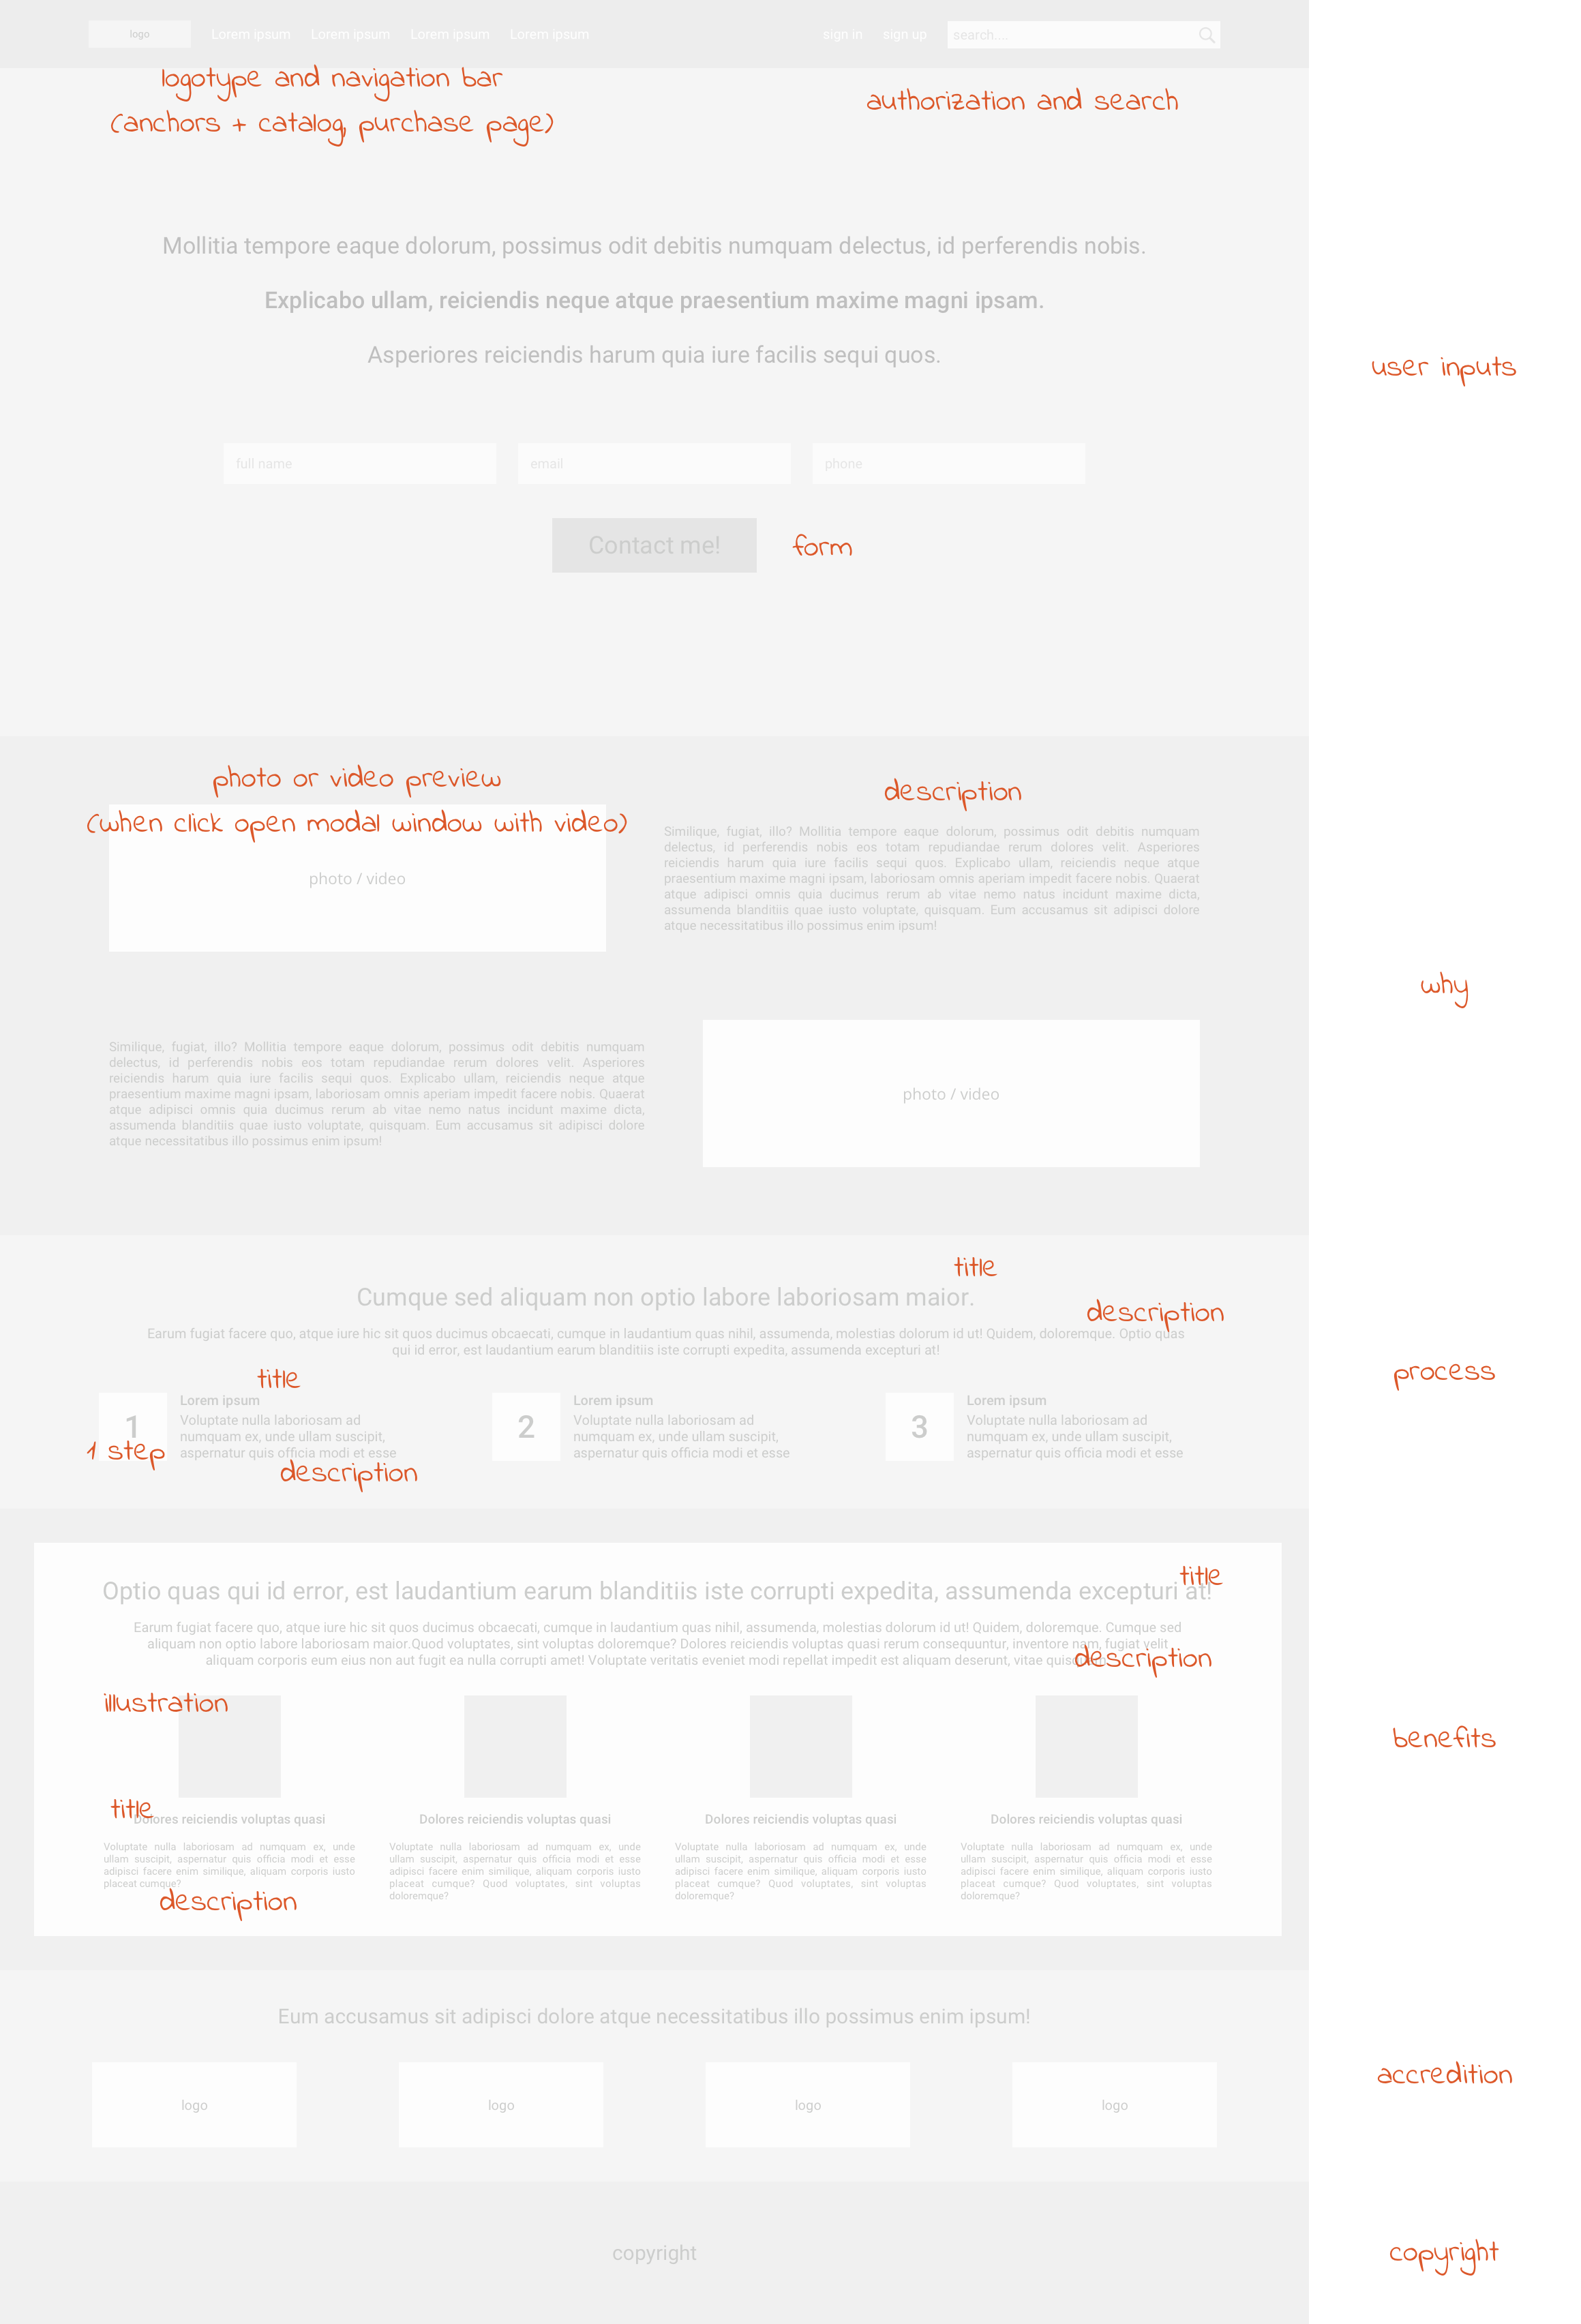 logo Lorem ipsum Lorem ipsum Lorem ipsum Lorem ipsum sign in sign up search....
logotype and navigation bar
(anchors + catalog, purchase page)
authorization and search
Mollitia tempore eaque dolorum, possimus odit debitis numquam delectus, id perferendis nobis.
Explicabo ullam, reiciendis neque atque praesentium maxime magni ipsam.
Asperiores reiciendis harum quia iure facilis sequi quos.
user inputs
full name email phone
Contact me!
form
photo or video preview
(when click open modal window with video)
photo / video
description
Similique, fugiat, illo? Mollitia tempore eaque dolorum, possimus odit debitis numquam
delectus, id perferendis nobis eos totam repudiandae rerum dolores velit. Asperiores
reiciendis harum quia iure facilis sequi quos. Explicabo ullam, reiciendis neque atque
praesentium maxime magni ipsam, laboriosam omnis aperiam impedit facere nobis. Quaerat
atque adipisci omnis quia ducimus rerum ab vitae nemo natus incidunt maxime dicta,
assumenda blanditiis quae iusto voluptate, quisquam. Eum accusamus sit adipisci dolore
atque necessitatibus illo possimus enim ipsum!
why
Similique, fugiat, illo? Mollitia tempore eaque dolorum, possimus odit debitis numquam
delectus, id perferendis nobis eos totam repudiandae rerum dolores velit. Asperiores
reiciendis harum quia iure facilis sequi quos. Explicabo ullam, reiciendis neque atque
praesentium maxime magni ipsam, laboriosam omnis aperiam impedit facere nobis. Quaerat
atque adipisci omnis quia ducimus rerum ab vitae nemo natus incidunt maxime dicta,
assumenda blanditiis quae iusto voluptate, quisquam. Eum accusamus sit adipisci dolore
atque necessitatibus illo possimus enim ipsum!
photo / video
title
Cumque sed aliquam non optio labore laboriosam maior.
description
Earum fugiat facere quo, atque iure hic sit quos ducimus obcaecati, cumque in laudantium quas nihil, assumenda, molestias dolorum id ut! Quidem, doloremque. Optio quas
qui id error, est laudantium earum blanditiis iste corrupti expedita, assumenda excepturi at!
process
title
1
1 step
Lorem ipsum
Voluptate nulla laboriosam ad
numquam ex, unde ullam suscipit,
aspernatur quis officia modi et esse
description
2
Lorem ipsum
Voluptate nulla laboriosam ad
numquam ex, unde ullam suscipit,
aspernatur quis officia modi et esse
3
Lorem ipsum
Voluptate nulla laboriosam ad
numquam ex, unde ullam suscipit,
aspernatur quis officia modi et esse
title
Optio quas qui id error, est laudantium earum blanditiis iste corrupti expedita, assumenda excepturi at!
Earum fugiat facere quo, atque iure hic sit quos ducimus obcaecati, cumque in laudantium quas nihil, assumenda, molestias dolorum id ut! Quidem, doloremque. Cumque sed
aliquam non optio labore laboriosam maior.Quod voluptates, sint voluptas doloremque? Dolores reiciendis voluptas quasi rerum consequuntur, inventore nam, fugiat velit
aliquam corporis eum eius non aut fugit ea nulla corrupti amet! Voluptate veritatis eveniet modi repellat impedit est aliquam deserunt, vitae
description
illustration
benefits
title
Dolores reiciendis voluptas quasi
Voluptate nulla laboriosam ad numquam ex, unde
ullam suscipit, aspernatur quis officia modi et esse
adipisci facere enim similique, aliquam corporis iusto
placeat cumque?
description
Dolores reiciendis voluptas quasi
Voluptate nulla laboriosam ad numquam ex, unde
ullam suscipit, aspernatur quis officia modi et esse
adipisci facere enim similique, aliquam corporis iusto
placeat cumque? Quod voluptates, sint voluptas
doloremque?
Dolores reiciendis voluptas quasi
Voluptate nulla laboriosam ad numquam ex, unde
ullam suscipit, aspernatur quis officia modi et esse
adipisci facere enim similique, aliquam corporis iusto
placeat cumque? Quod voluptates, sint voluptas
doloremque?
Dolores reiciendis voluptas quasi
Voluptate nulla laboriosam ad numquam ex, unde
ullam suscipit, aspernatur quis officia modi et esse
adipisci facere enim similique, aliquam corporis iusto
placeat cumque? Quod voluptates, sint voluptas
doloremque?
Eum accusamus sit adipisci dolore atque necessitatibus illo possimus enim ipsum!
logo logo logo logo
accredition
copyright
copyright